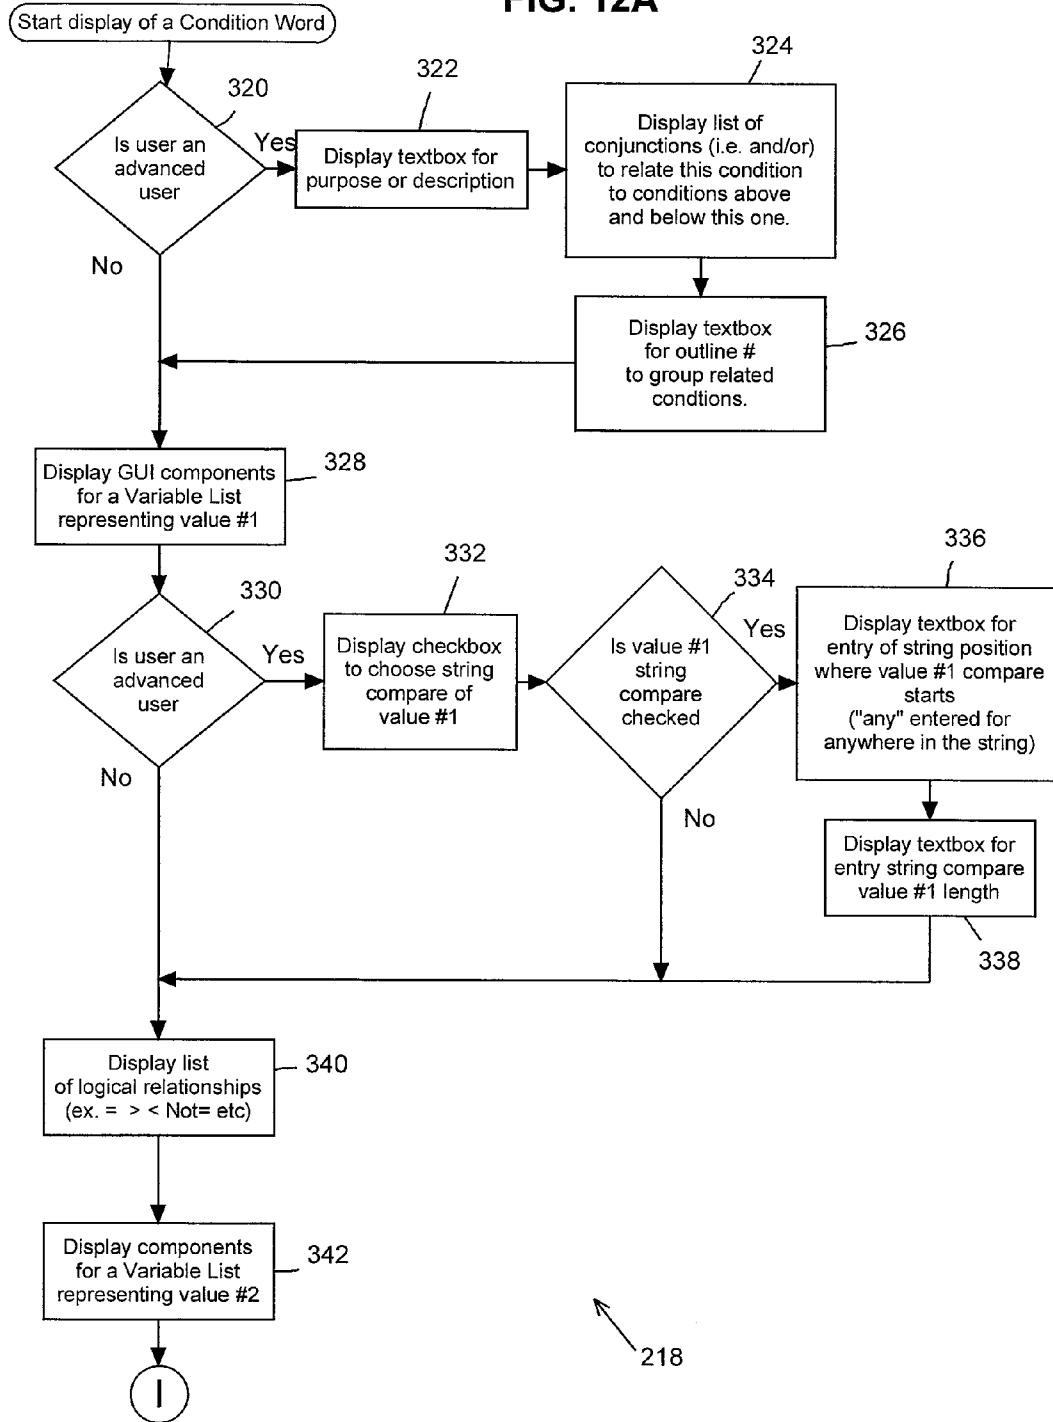 FIG. 12A
Start display of a Condition Word
320
Is user an
advanced
user
Yes
No
322
Display textbox for
purpose or description
324
Display list of
conjunctions (i.e. and/or)
to relate this condition
to conditions above
and below this one.
326
Display textbox
for outline #
to group related
condtions.
328
Display GUI components
for a Variable List
representing value #1
330
Is user an
advanced
user
Yes
No
332
Display checkbox
to choose string
compare of
value #1
334
Is value #1
string
compare
checked
Yes
No
336
Display textbox for
entry of string position
where value #1 compare
starts
("any" entered for
anywhere in the string)
Display textbox for
entry string compare
value #1 length
338
Display list
of logical relationships
(ex. = > < Not= etc)
340
Display components
for a Variable List
representing value #2
342
I
218